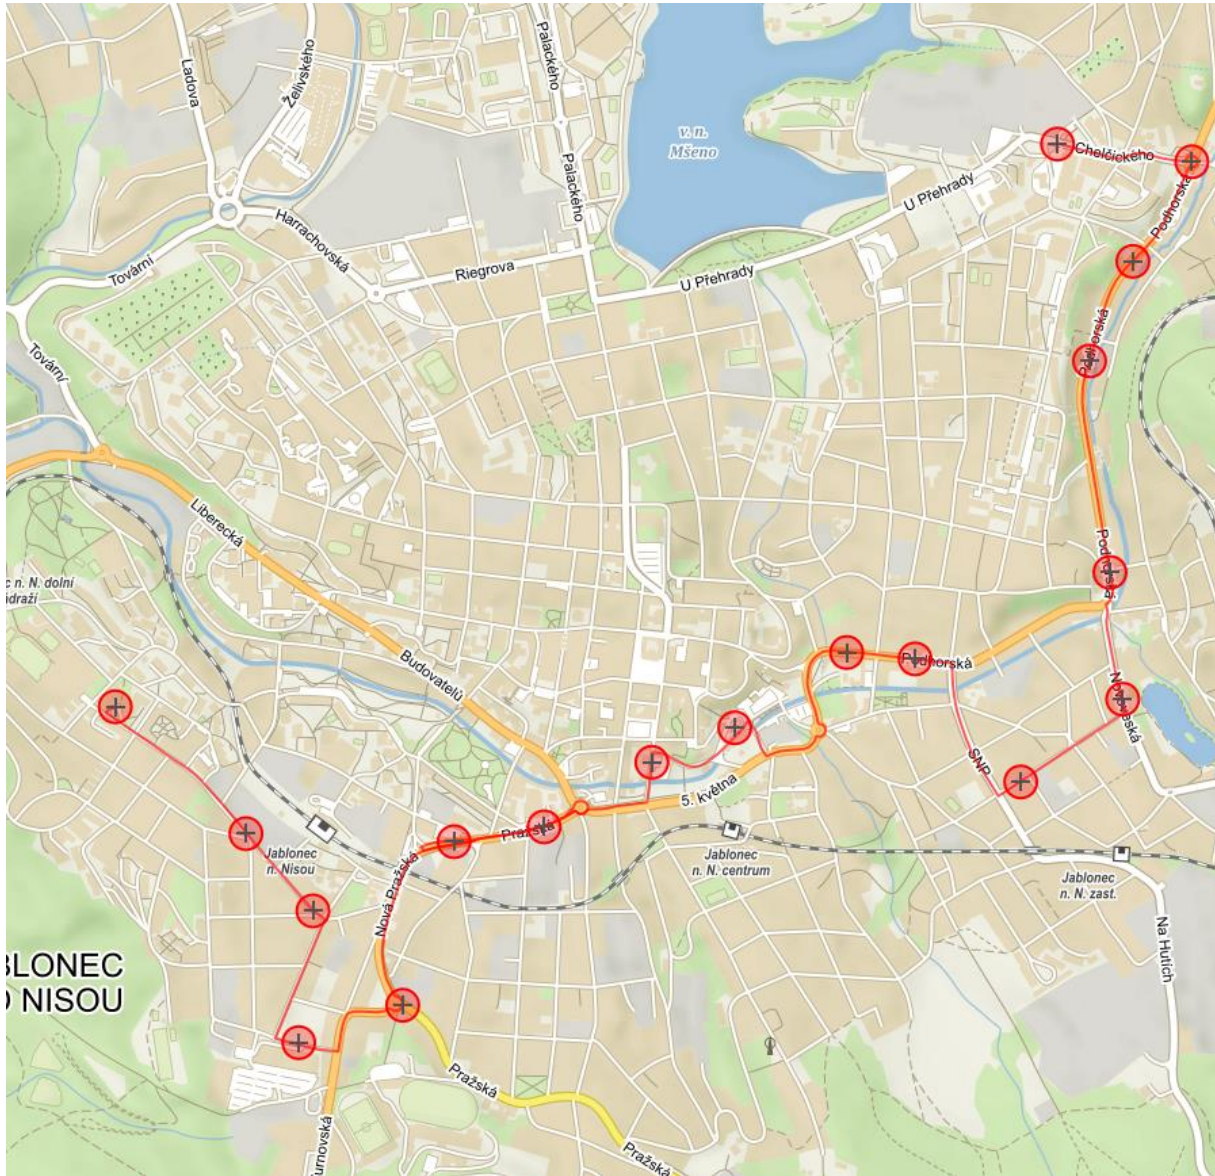 Ladova
Želivského
Palackého
Palackého
v. n.
Mšeno
Chelčického
U Přehrady
Podhorská
Harrachovská
Tovární
Riegrova
U Přehrady
Podhorská
Tovární
Liberecká
Podhorská
c n. N. dolní
ádraží
Budovatelů
Podhorská
Novoveská
SNP
5. května
Pražská
Jablonec
n. Nisou
Nová Pražská
Jablonec
n. N. centrum
Jablonec
n. N. zast.
Na Hutích
BLONEC
D NISOU
Pražská
urnovská
Pražská